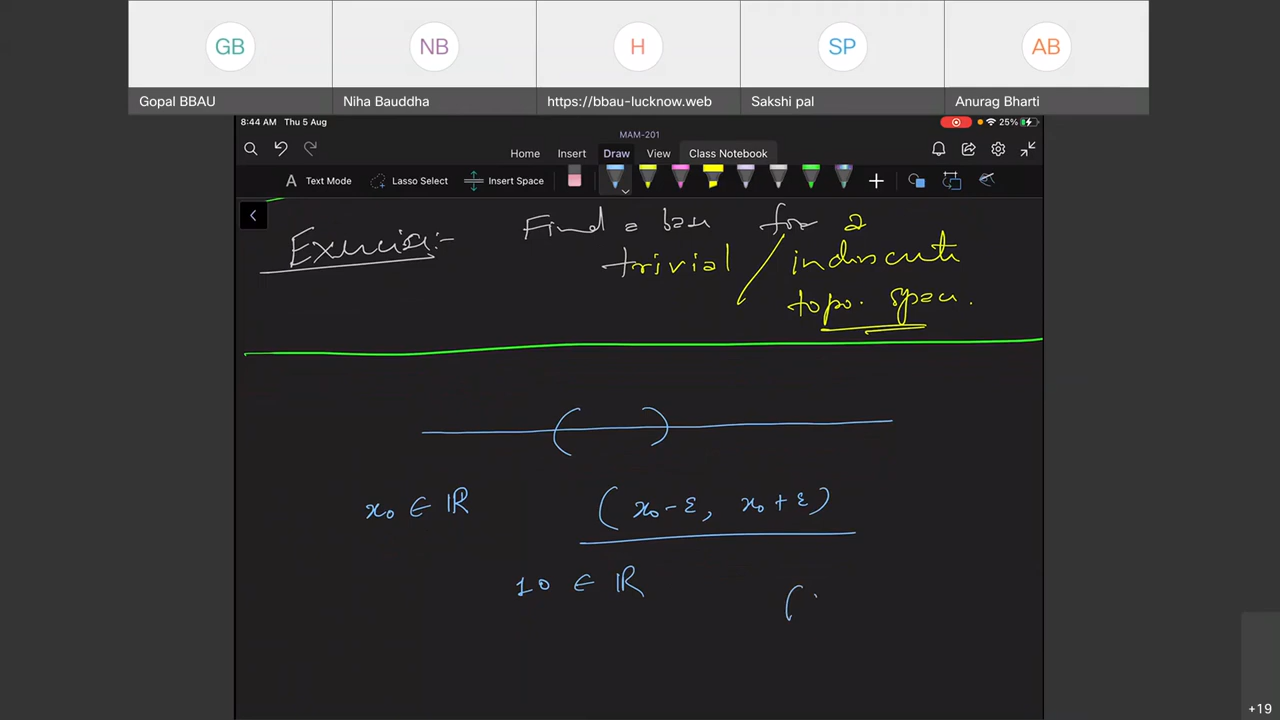 GB NB H SP AB
Gopal BBAU Niha Bauddha https://bbau-lucknow.web Sakshi pal Anurag Bharti
8:44 AM Thu 5 Aug 25%
MAM-201
Home Insert Draw View Class Notebook
Text Mode Lasso Select Insert Space
Exercise:- Find a base for a
trivial / indiscrete
topo. space.
x₀ ∈ ℝ (x₀-ε, x₀+ε)
10 ∈ ℝ (
+19